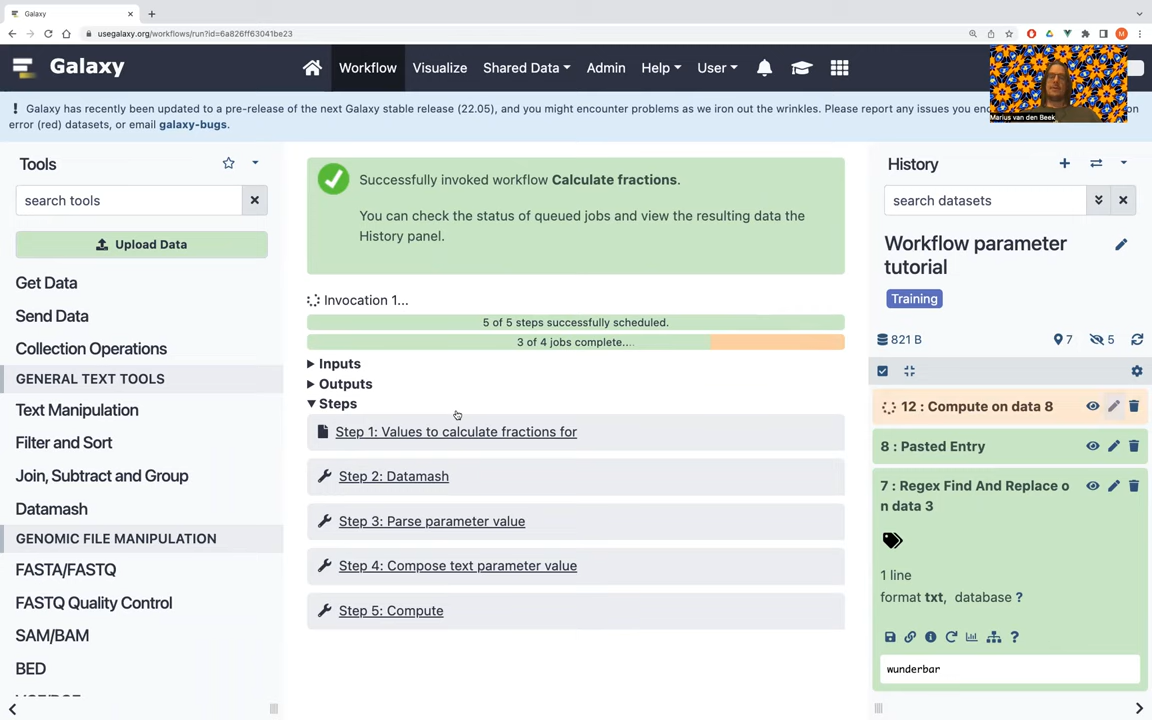 Galaxy
usegalaxy.org/workflows/run?id=6a826ff63041be23
M
Galaxy
Workflow
Visualize
Shared Data
Admin
Help
User
Marius van den Beek
! Galaxy has recently been updated to a pre-release of the next Galaxy stable release (22.05), and you might encounter problems as we iron out the wrinkles. Please report any issues you en
error (red) datasets, or email galaxy-bugs.
Tools
search tools
Upload Data
Get Data
Send Data
Collection Operations
GENERAL TEXT TOOLS
Text Manipulation
Filter and Sort
Join, Subtract and Group
Datamash
GENOMIC FILE MANIPULATION
FASTA/FASTQ
FASTQ Quality Control
SAM/BAM
BED
Successfully invoked workflow Calculate fractions.
You can check the status of queued jobs and view the resulting data the
History panel.
Invocation 1...
5 of 5 steps successfully scheduled.
3 of 4 jobs complete....
Inputs
Outputs
Steps
Step 1: Values to calculate fractions for
Step 2: Datamash
Step 3: Parse parameter value
Step 4: Compose text parameter value
Step 5: Compute
History
search datasets
Workflow parameter
tutorial
Training
821 B
7
5
12 : Compute on data 8
8 : Pasted Entry
7 : Regex Find And Replace o
n data 3
1 line
format txt, database ?
?
wunderbar